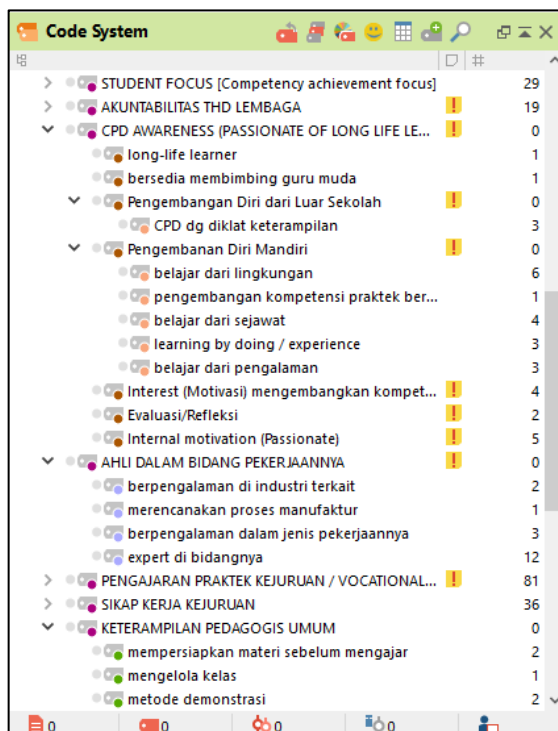 Code System
#
STUDENT FOCUS [Competency achievement focus] 29
AKUNTABILITAS THD LEMBAGA 19
CPD AWARENESS (PASSIONATE OF LONG LIFE LE... 0
long-life learner 1
bersedia membimbing guru muda 1
Pengembangan Diri dari Luar Sekolah 0
CPD dg diklat keterampilan 3
Pengembanan Diri Mandiri 0
belajar dari lingkungan 6
pengembangan kompetensi praktek ber... 1
belajar dari sejawat 4
learning by doing / experience 3
belajar dari pengalaman 3
Interest (Motivasi) mengembangkan kompet... 4
Evaluasi/Refleksi 2
Internal motivation (Passionate) 5
AHLI DALAM BIDANG PEKERJAANNYA 0
berpengalaman di industri terkait 2
merencanakan proses manufaktur 1
berpengalaman dalam jenis pekerjaannya 3
expert di bidangnya 12
PENGAJARAN PRAKTEK KEJURUAN / VOCATIONAL... 81
SIKAP KERJA KEJURUAN 36
KETERAMPILAN PEDAGOGIS UMUM 0
mempersiapkan materi sebelum mengajar 2
mengelola kelas 1
metode demonstrasi 2
0 0 0 0